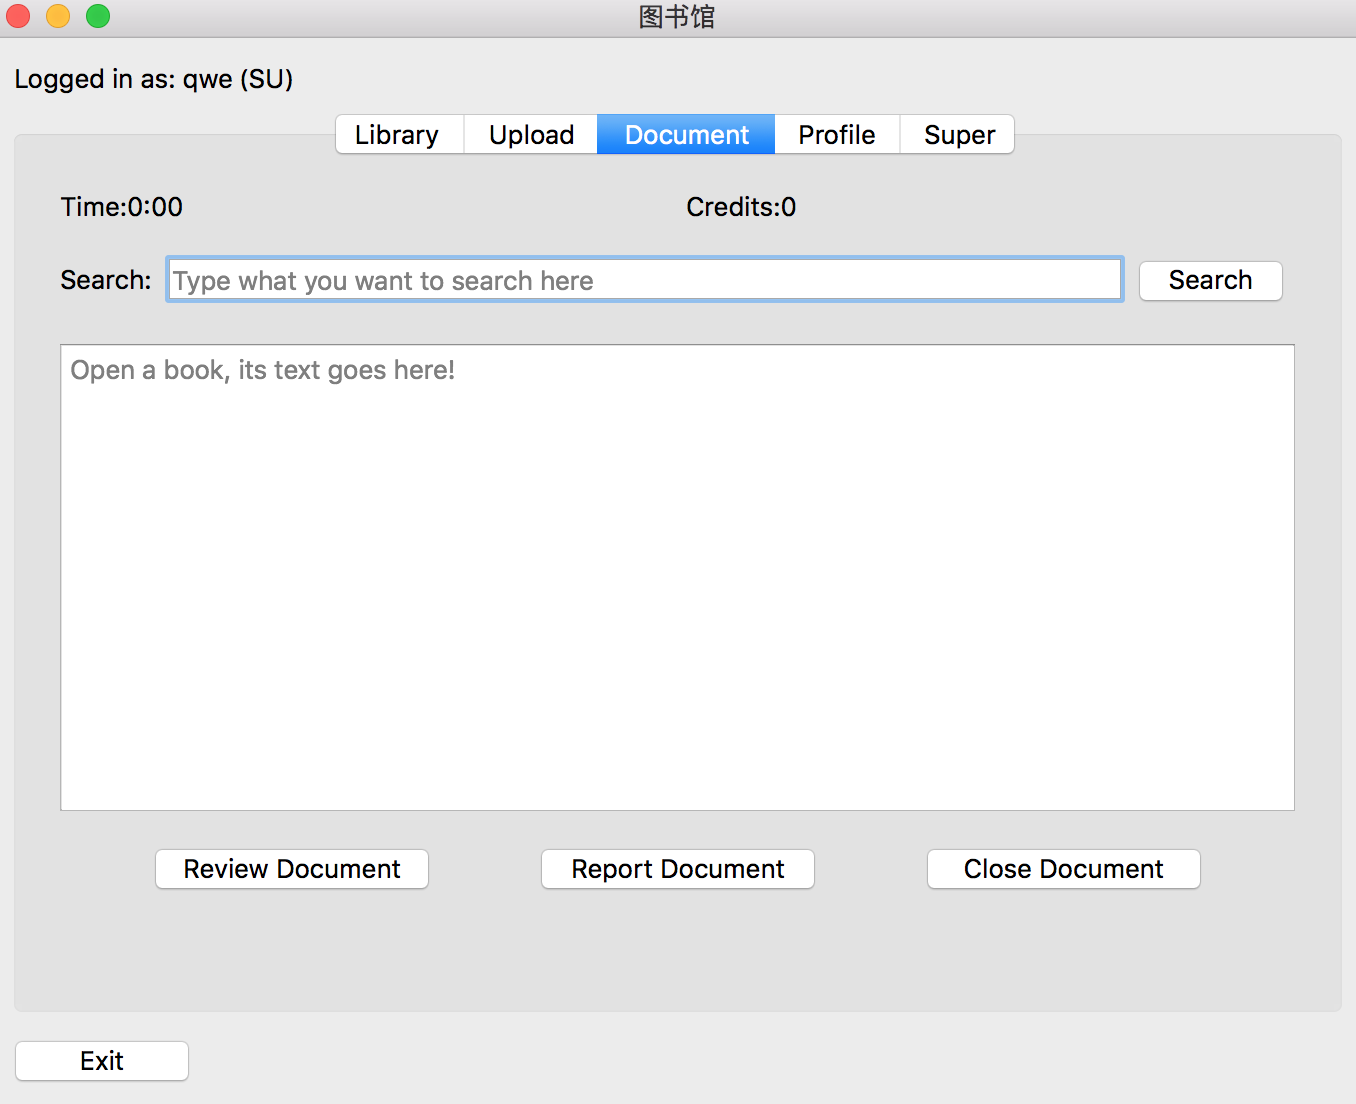 图书馆
Logged in as: qwe (SU)
Library Upload Document Profile Super
Time:0:00 Credits:0
Search: Type what you want to search here Search
Open a book, its text goes here!
Review Document Report Document Close Document
Exit